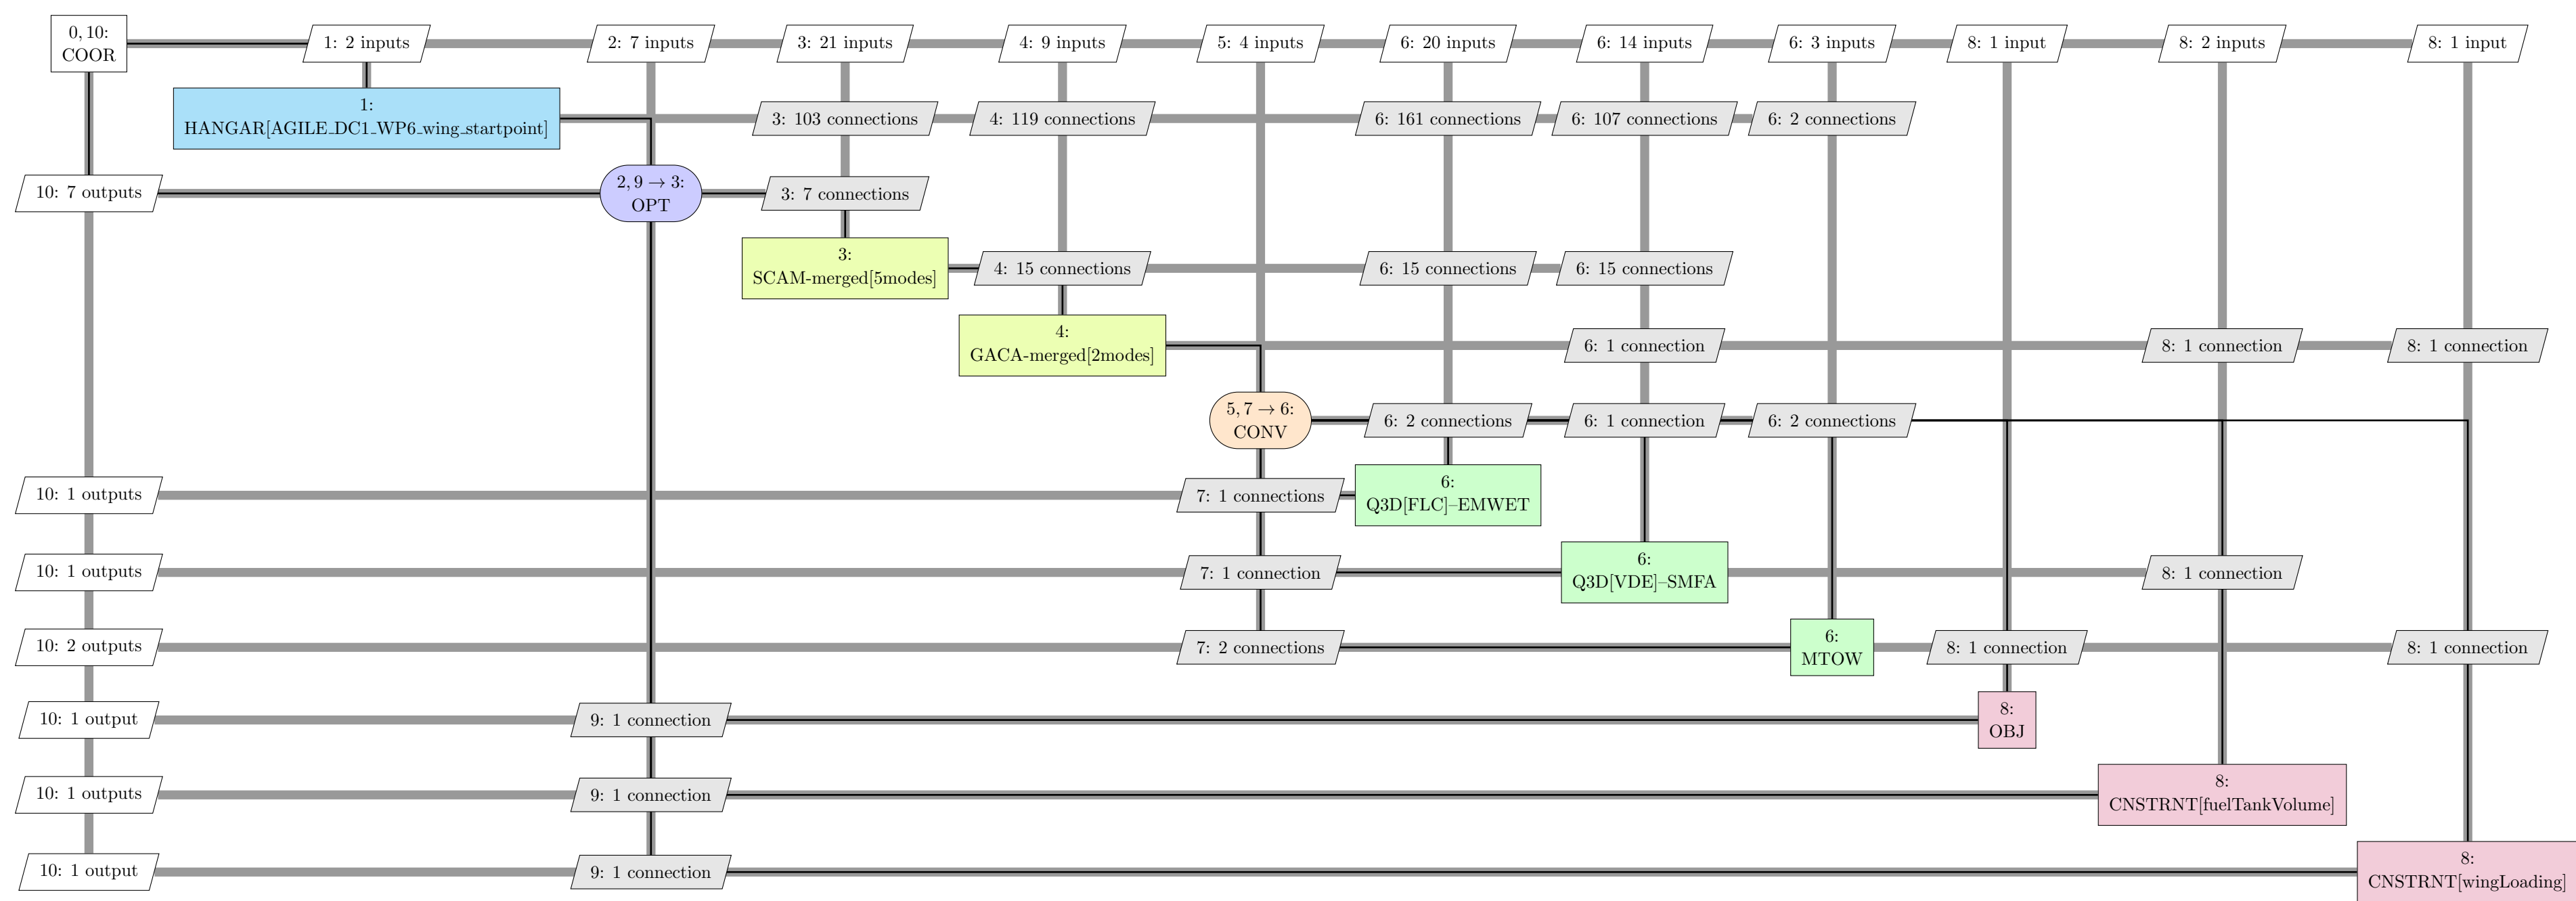 0, 10:
COOR
1: 2 inputs
2: 7 inputs
3: 21 inputs
4: 9 inputs
5: 4 inputs
6: 20 inputs
6: 14 inputs
6: 3 inputs
8: 1 input
8: 2 inputs
8: 1 input
1:
HANGAR[AGILE_DC1_WP6_wing_startpoint]
3: 103 connections
4: 119 connections
6: 161 connections
6: 107 connections
6: 2 connections
10: 7 outputs
2, 9 → 3:
OPT
3: 7 connections
3:
SCAM-merged[5modes]
4: 15 connections
6: 15 connections
6: 15 connections
4:
GACA-merged[2modes]
6: 1 connection
8: 1 connection
8: 1 connection
5, 7 → 6:
CONV
6: 2 connections
6: 1 connection
6: 2 connections
10: 1 outputs
7: 1 connections
6:
Q3D[FLC]–EMWET
10: 1 outputs
7: 1 connection
6:
Q3D[VDE]–SMFA
8: 1 connection
10: 2 outputs
7: 2 connections
6:
MTOW
8: 1 connection
8: 1 connection
10: 1 output
9: 1 connection
8:
OBJ
10: 1 outputs
9: 1 connection
8:
CNSTRNT[fuelTankVolume]
10: 1 output
9: 1 connection
8:
CNSTRNT[wingLoading]